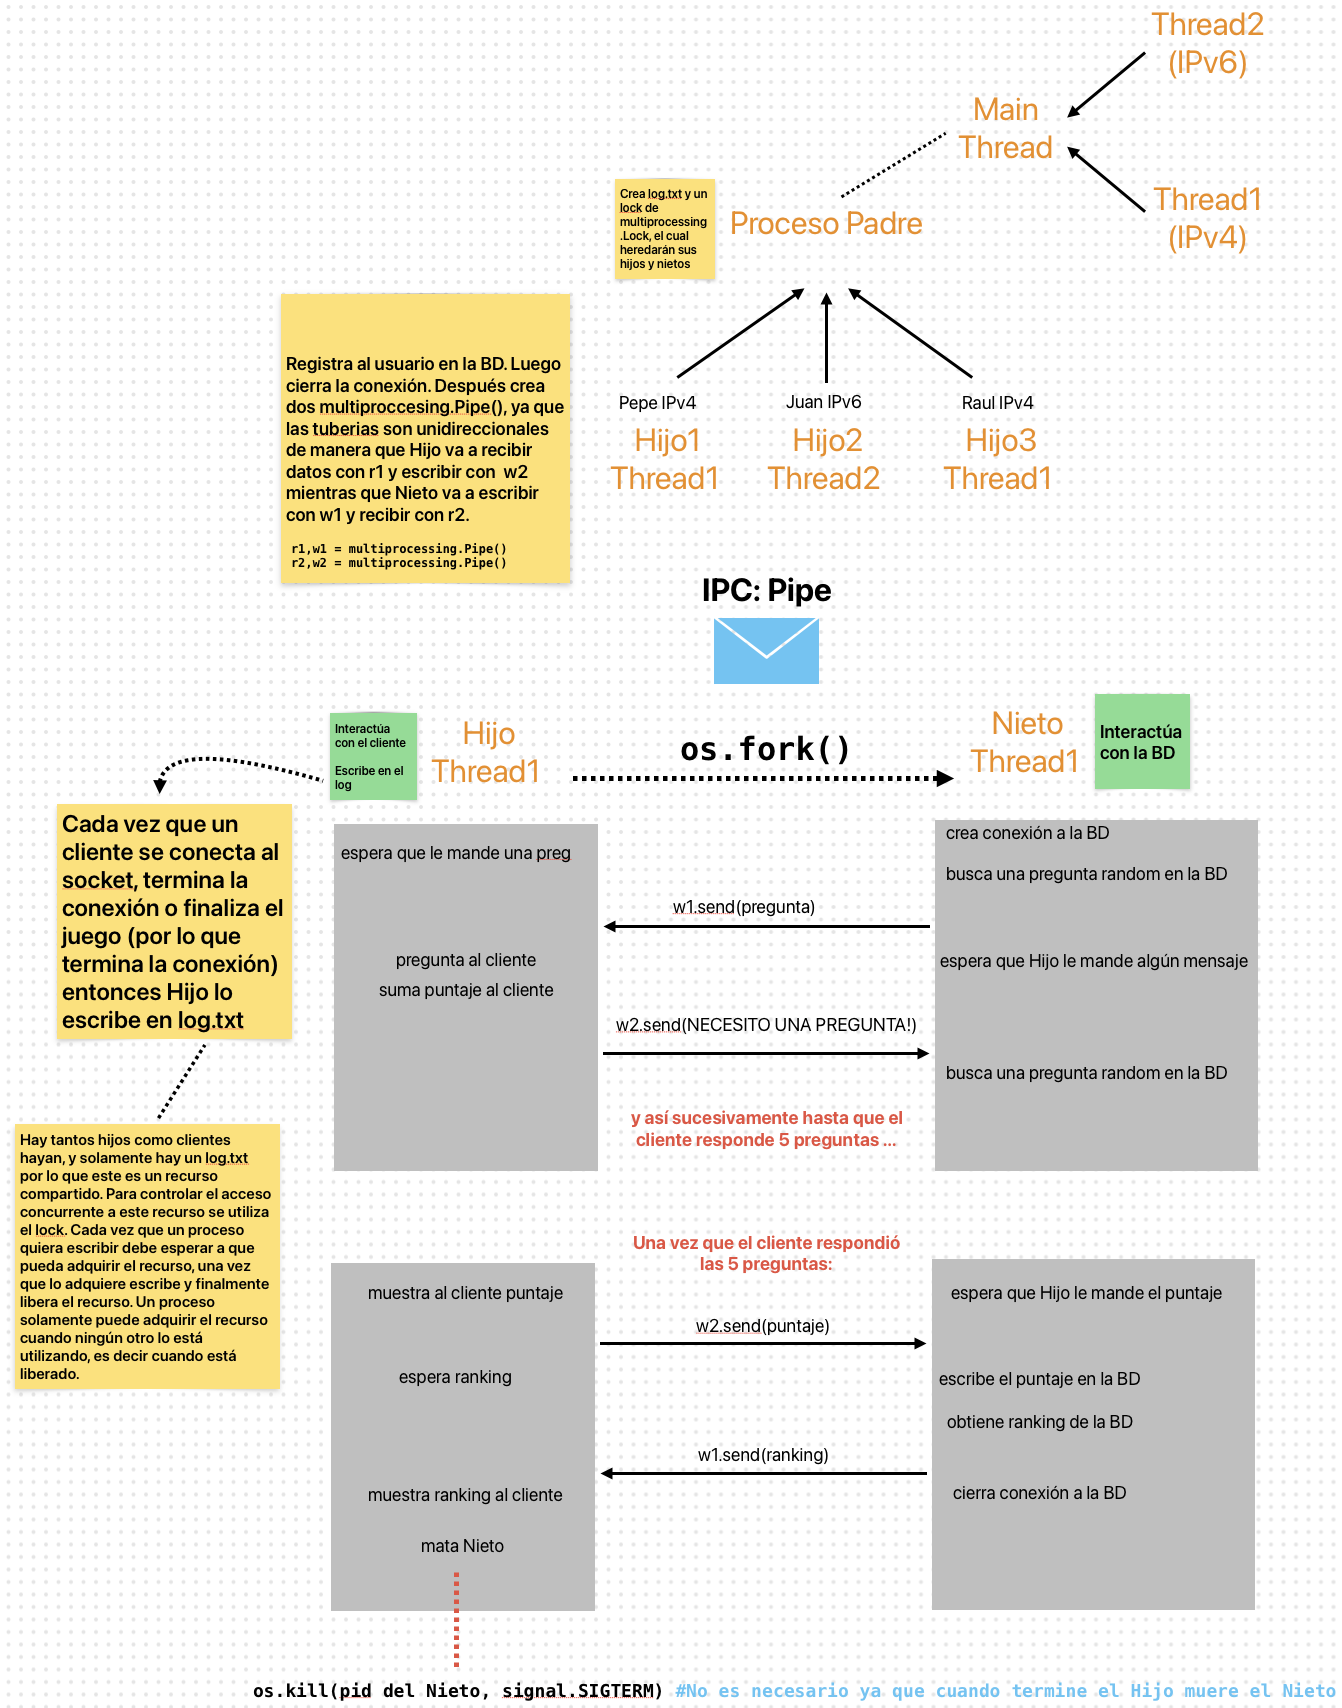 Thread2
(IPv6)
Main
Thread
Thread1
(IPv4)
Crea log.txt y un
lock de
multiprocessing
.Lock, el cual
heredarán sus
hijos y nietos
Proceso Padre
Registra al usuario en la BD. Luego
cierra la conexión. Después crea
dos multiproccesing.Pipe(), ya que
las tuberias son unidireccionales
de manera que Hijo va a recibir
datos con r1 y escribir con  w2
mientras que Nieto va a escribir
con w1 y recibir con r2.
r1,w1 = multiprocessing.Pipe()
r2,w2 = multiprocessing.Pipe()
Pepe IPv4
Hijo1
Thread1
Juan IPv6
Hijo2
Thread2
Raul IPv4
Hijo3
Thread1
IPC: Pipe
Interactúa
con el cliente
Escribe en el
log
Hijo
Thread1
os.fork()
Nieto
Thread1
Interactúa
con la BD
Cada vez que un
cliente se conecta al
socket, termina la
conexión o finaliza el
juego (por lo que
termina la conexión)
entonces Hijo lo
escribe en log.txt
espera que le mande una preg
crea conexión a la BD
busca una pregunta random en la BD
w1.send(pregunta)
pregunta al cliente
espera que Hijo le mande algún mensaje
suma puntaje al cliente
w2.send(NECESITO UNA PREGUNTA!)
busca una pregunta random en la BD
y así sucesivamente hasta que el
cliente responde 5 preguntas ...
Hay tantos hijos como clientes
hayan, y solamente hay un log.txt
por lo que este es un recurso
compartido. Para controlar el acceso
concurrente a este recurso se utiliza
el lock. Cada vez que un proceso
quiera escribir debe esperar a que
pueda adquirir el recurso, una vez
que lo adquiere escribe y finalmente
libera el recurso. Un proceso
solamente puede adquirir el recurso
cuando ningún otro lo está
utilizando, es decir cuando está
liberado.
Una vez que el cliente respondió
las 5 preguntas:
muestra al cliente puntaje
espera que Hijo le mande el puntaje
w2.send(puntaje)
espera ranking
escribe el puntaje en la BD
obtiene ranking de la BD
w1.send(ranking)
muestra ranking al cliente
cierra conexión a la BD
mata Nieto
os.kill(pid del Nieto, signal.SIGTERM) #No es necesario ya que cuando termine el Hijo muere el Nieto